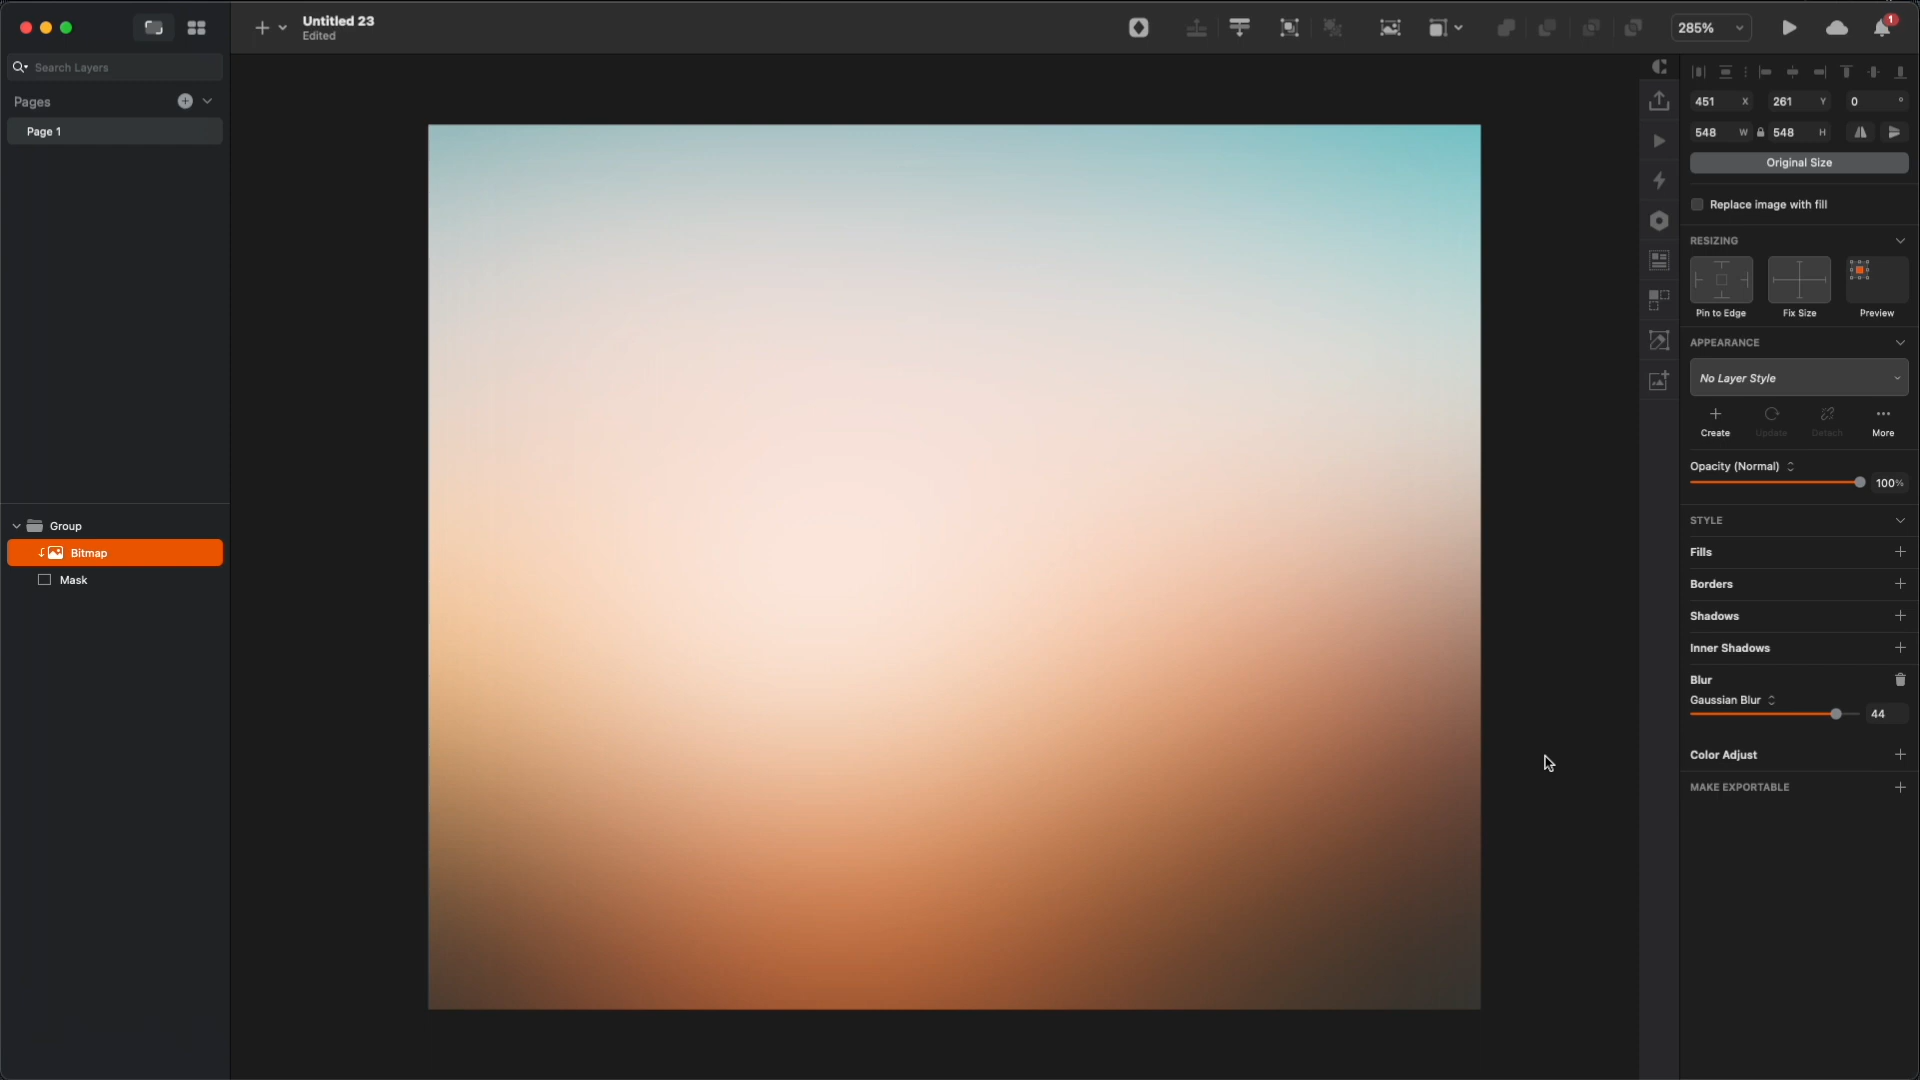 Untitled 23
Edited
285%
1
Search Layers
Pages
Page 1
Group
Bitmap
Mask
451 X 261 Y 0 °
548 W 548 H
Original Size
Replace image with fill
RESIZING
Pin to Edge Fix Size Preview
APPEARANCE
No Layer Style
Create Update Detach More
Opacity (Normal)
100%
STYLE
Fills
Borders
Shadows
Inner Shadows
Blur
Gaussian Blur
44
Color Adjust
MAKE EXPORTABLE